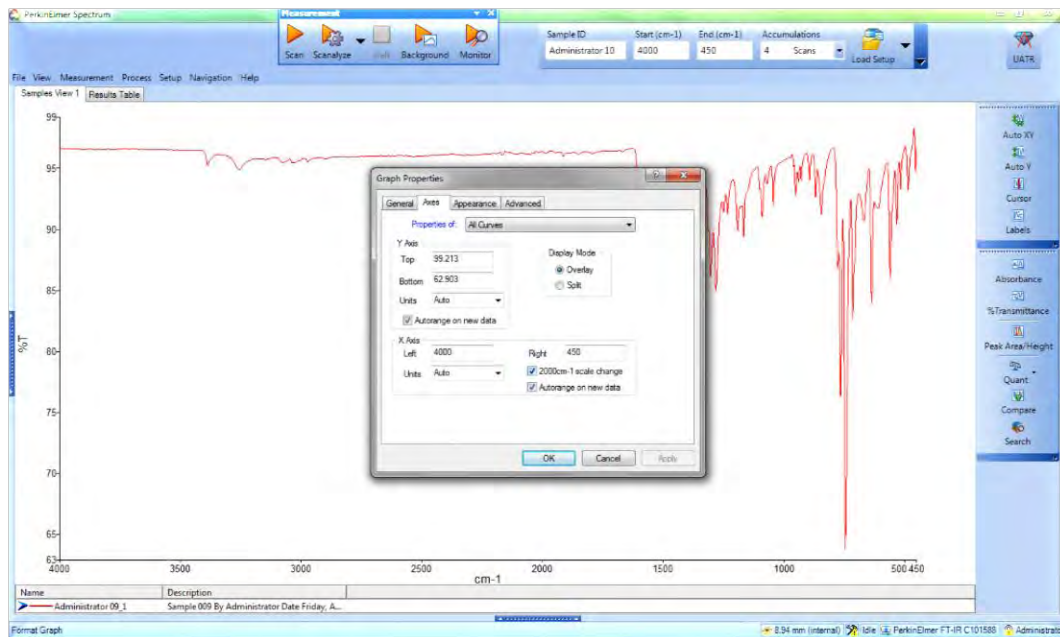 PerkinElmer Spectrum
Measurement
Scan Scanalyze Background Monitor
Sample ID Start (cm-1) End (cm-1) Accumulations
Administrator 10 4000 450 4 Scans
Load Setup
UATR
File View Measurement Process Setup Navigation Help
Samples View 1 Results Table
99
95
90
85
80
75
70
65
63
%T
4000 3500 3000 2500 2000 1500 1000 500 450
cm-1
Graph Properties
General Axes Appearance Advanced
Properties of: All Curves
Y Axis
Top 99.213
Bottom 62.903
Units Auto
Autorange on new data
Display Mode
Overlay
Split
X Axis
Left 4000 Right 450
Units Auto 2000cm-1 scale change
Autorange on new data
OK Cancel Apply
Auto XY
Auto Y
Cursor
Labels
Absorbance
%Transmittance
Peak Area/Height
Quant
Compare
Search
Name Description
Administrator 09_1 Sample 009 By Administrator Date Friday, A...
Format Graph
8.94 mm (internal) Idle PerkinElmer FT-IR C101588 Administrat